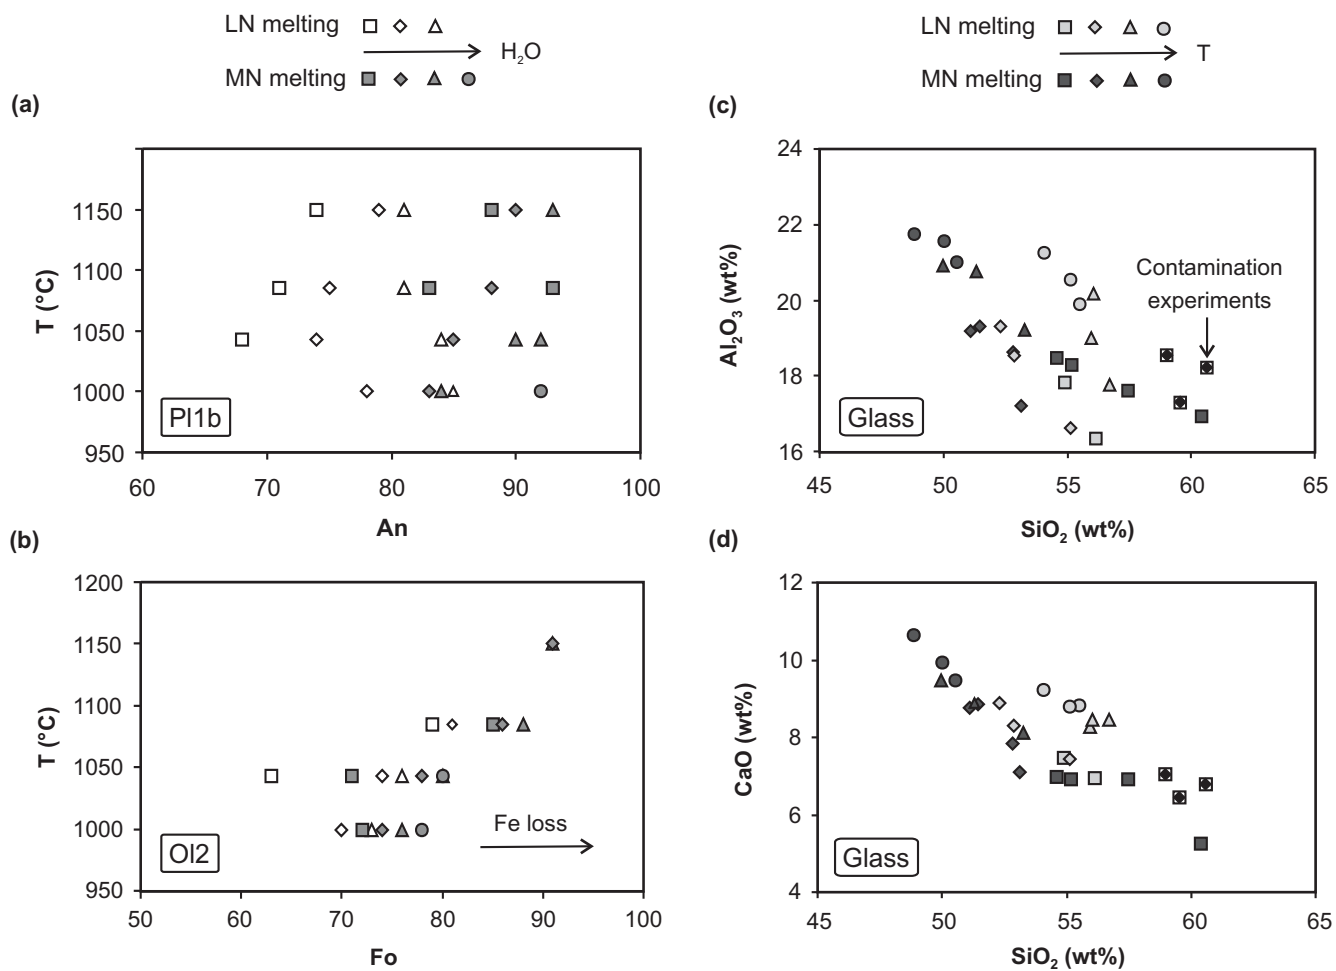 LN melting
H₂O
MN melting
(a)
T (°C)
1150
1100
1050
1000
950
Pl1b
60 70 80 90 100
An
(b)
T (°C)
1200
1150
1100
1050
1000
950
Fe loss
Ol2
50 60 70 80 90 100
Fo
LN melting
T
MN melting
(c)
Al₂O₃ (wt%)
24
22
20
18
16
Contamination
experiments
Glass
45 50 55 60 65
SiO₂ (wt%)
(d)
CaO (wt%)
12
10
8
6
4
Glass
45 50 55 60 65
SiO₂ (wt%)